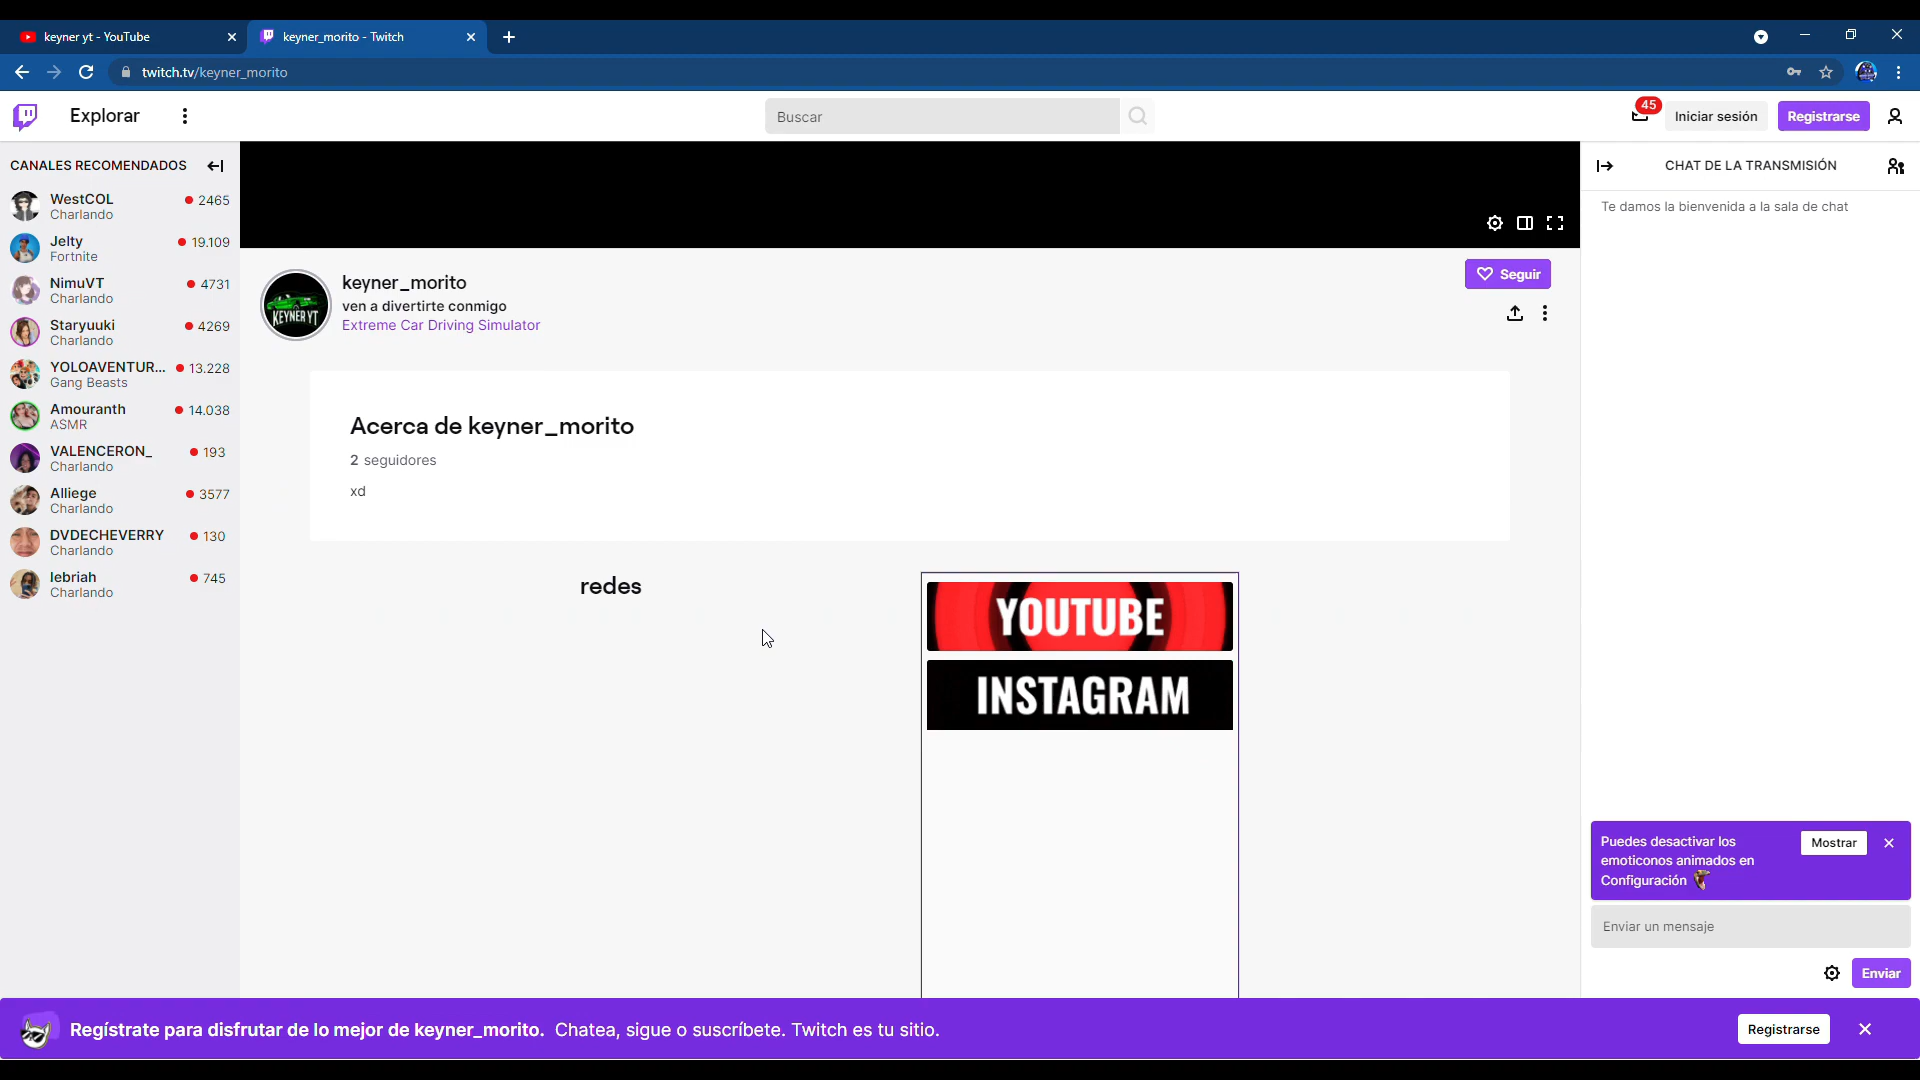 keyner yt - YouTube
keyner_morito - Twitch
twitch.tv/keyner_morito
Explorar
Buscar
45
Iniciar sesión
Registrarse
CANALES RECOMENDADOS
WestCOL
2465
Charlando
Jelty
19.109
Fortnite
NimuVT
4731
Charlando
Staryuuki
4269
Charlando
YOLOAVENTUR...
13.228
Gang Beasts
Amouranth
14.038
ASMR
VALENCERON_
193
Charlando
Alliege
3577
Charlando
DVDECHEVERRY
130
Charlando
lebriah
745
Charlando
KEYNER YT
keyner_morito
ven a divertirte conmigo
Extreme Car Driving Simulator
Seguir
Acerca de keyner_morito
2 seguidores
xd
redes
YOUTUBE
INSTAGRAM
CHAT DE LA TRANSMISIÓN
Te damos la bienvenida a la sala de chat
Puedes desactivar los
emoticonos animados en
Configuración
Mostrar
Enviar un mensaje
Enviar
Regístrate para disfrutar de lo mejor de keyner_morito. Chatea, sigue o suscríbete. Twitch es tu sitio.
Registrarse